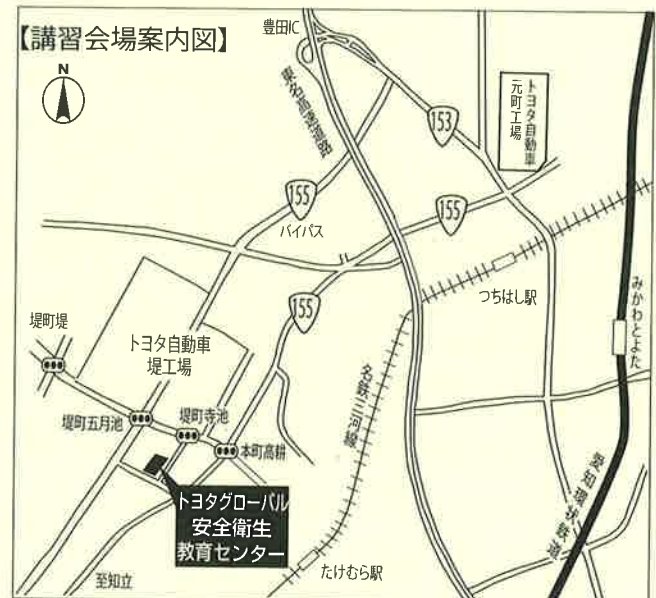 【講習会場案内図】
N
豊田IC
東名高速道路
153
トヨタ自動車
元町工場
155
バイパス
155
155
つちはし駅
みかわとよた
堤町堤
トヨタ自動車
堤工場
名鉄三河線
堤町五月池
堤町寺池
本町高耕
愛知環状鉄道
トヨタグローバル
安全衛生
教育センター
たけむら駅
至知立